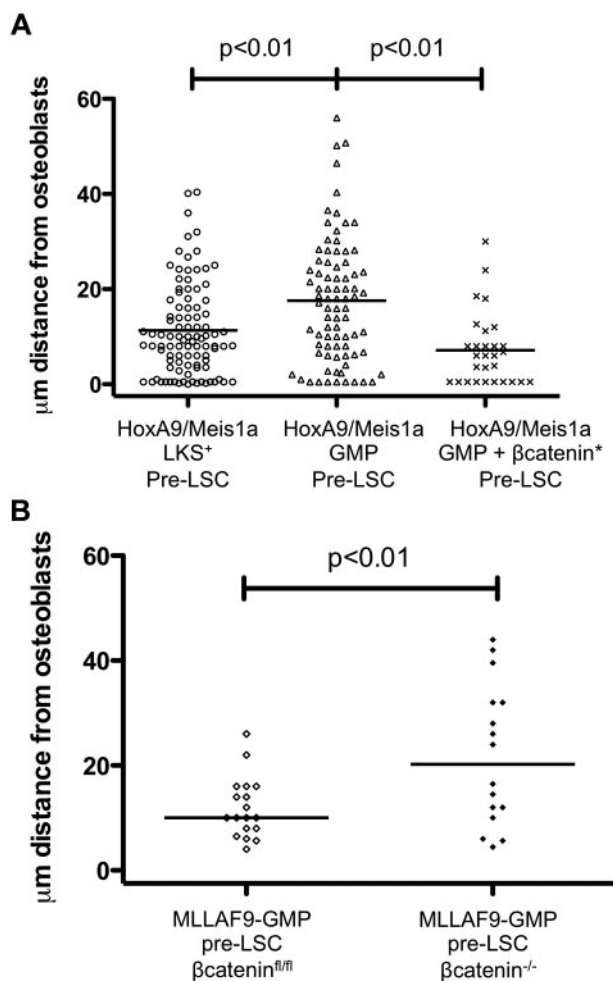 A
p<0.01 p<0.01
μm distance from osteoblasts
60
40
20
0
HoxA9/Meis1a HoxA9/Meis1a HoxA9/Meis1a
LKS⁺ GMP GMP + βcatenin*
Pre-LSC Pre-LSC Pre-LSC
B
p<0.01
μm distance from osteoblasts
60
40
20
0
MLLAF9-GMP MLLAF9-GMP
pre-LSC pre-LSC
βcatenin^fl/fl βcatenin^-/-